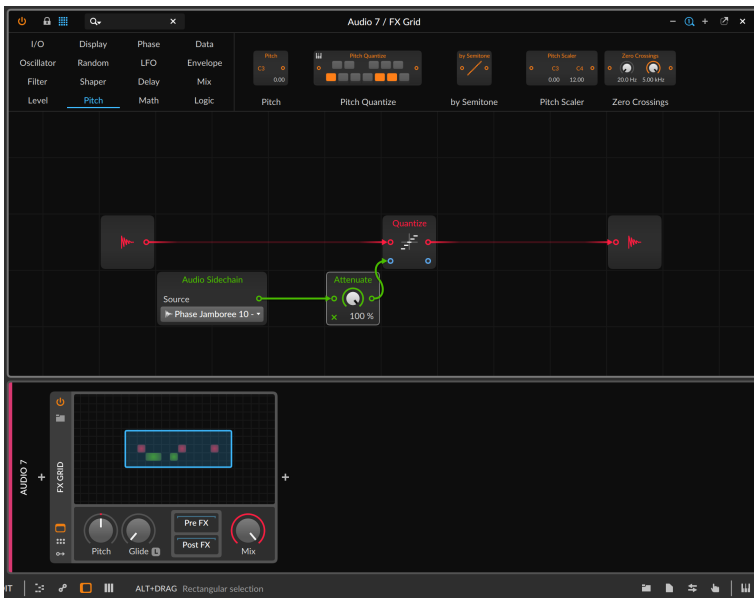 Audio 7 / FX Grid
I/O Display Phase Data
Oscillator Random LFO Envelope
Filter Shaper Delay Mix
Level Pitch Math Logic
Pitch
C3
0.00
Pitch
Pitch Quantize
Pitch Quantize
by Semitone
by Semitone
Pitch Scaler
C3 C4
0.00 12.00
Pitch Scaler
Zero Crossings
20.0 Hz 5.00 kHz
Zero Crossings
Quantize
Audio Sidechain
Source
Phase Jamboree 10 -
Attenuate
100 %
AUDIO 7
FX GRID
Pitch
Glide L
Pre FX
Post FX
Mix
ALT+DRAG Rectangular selection